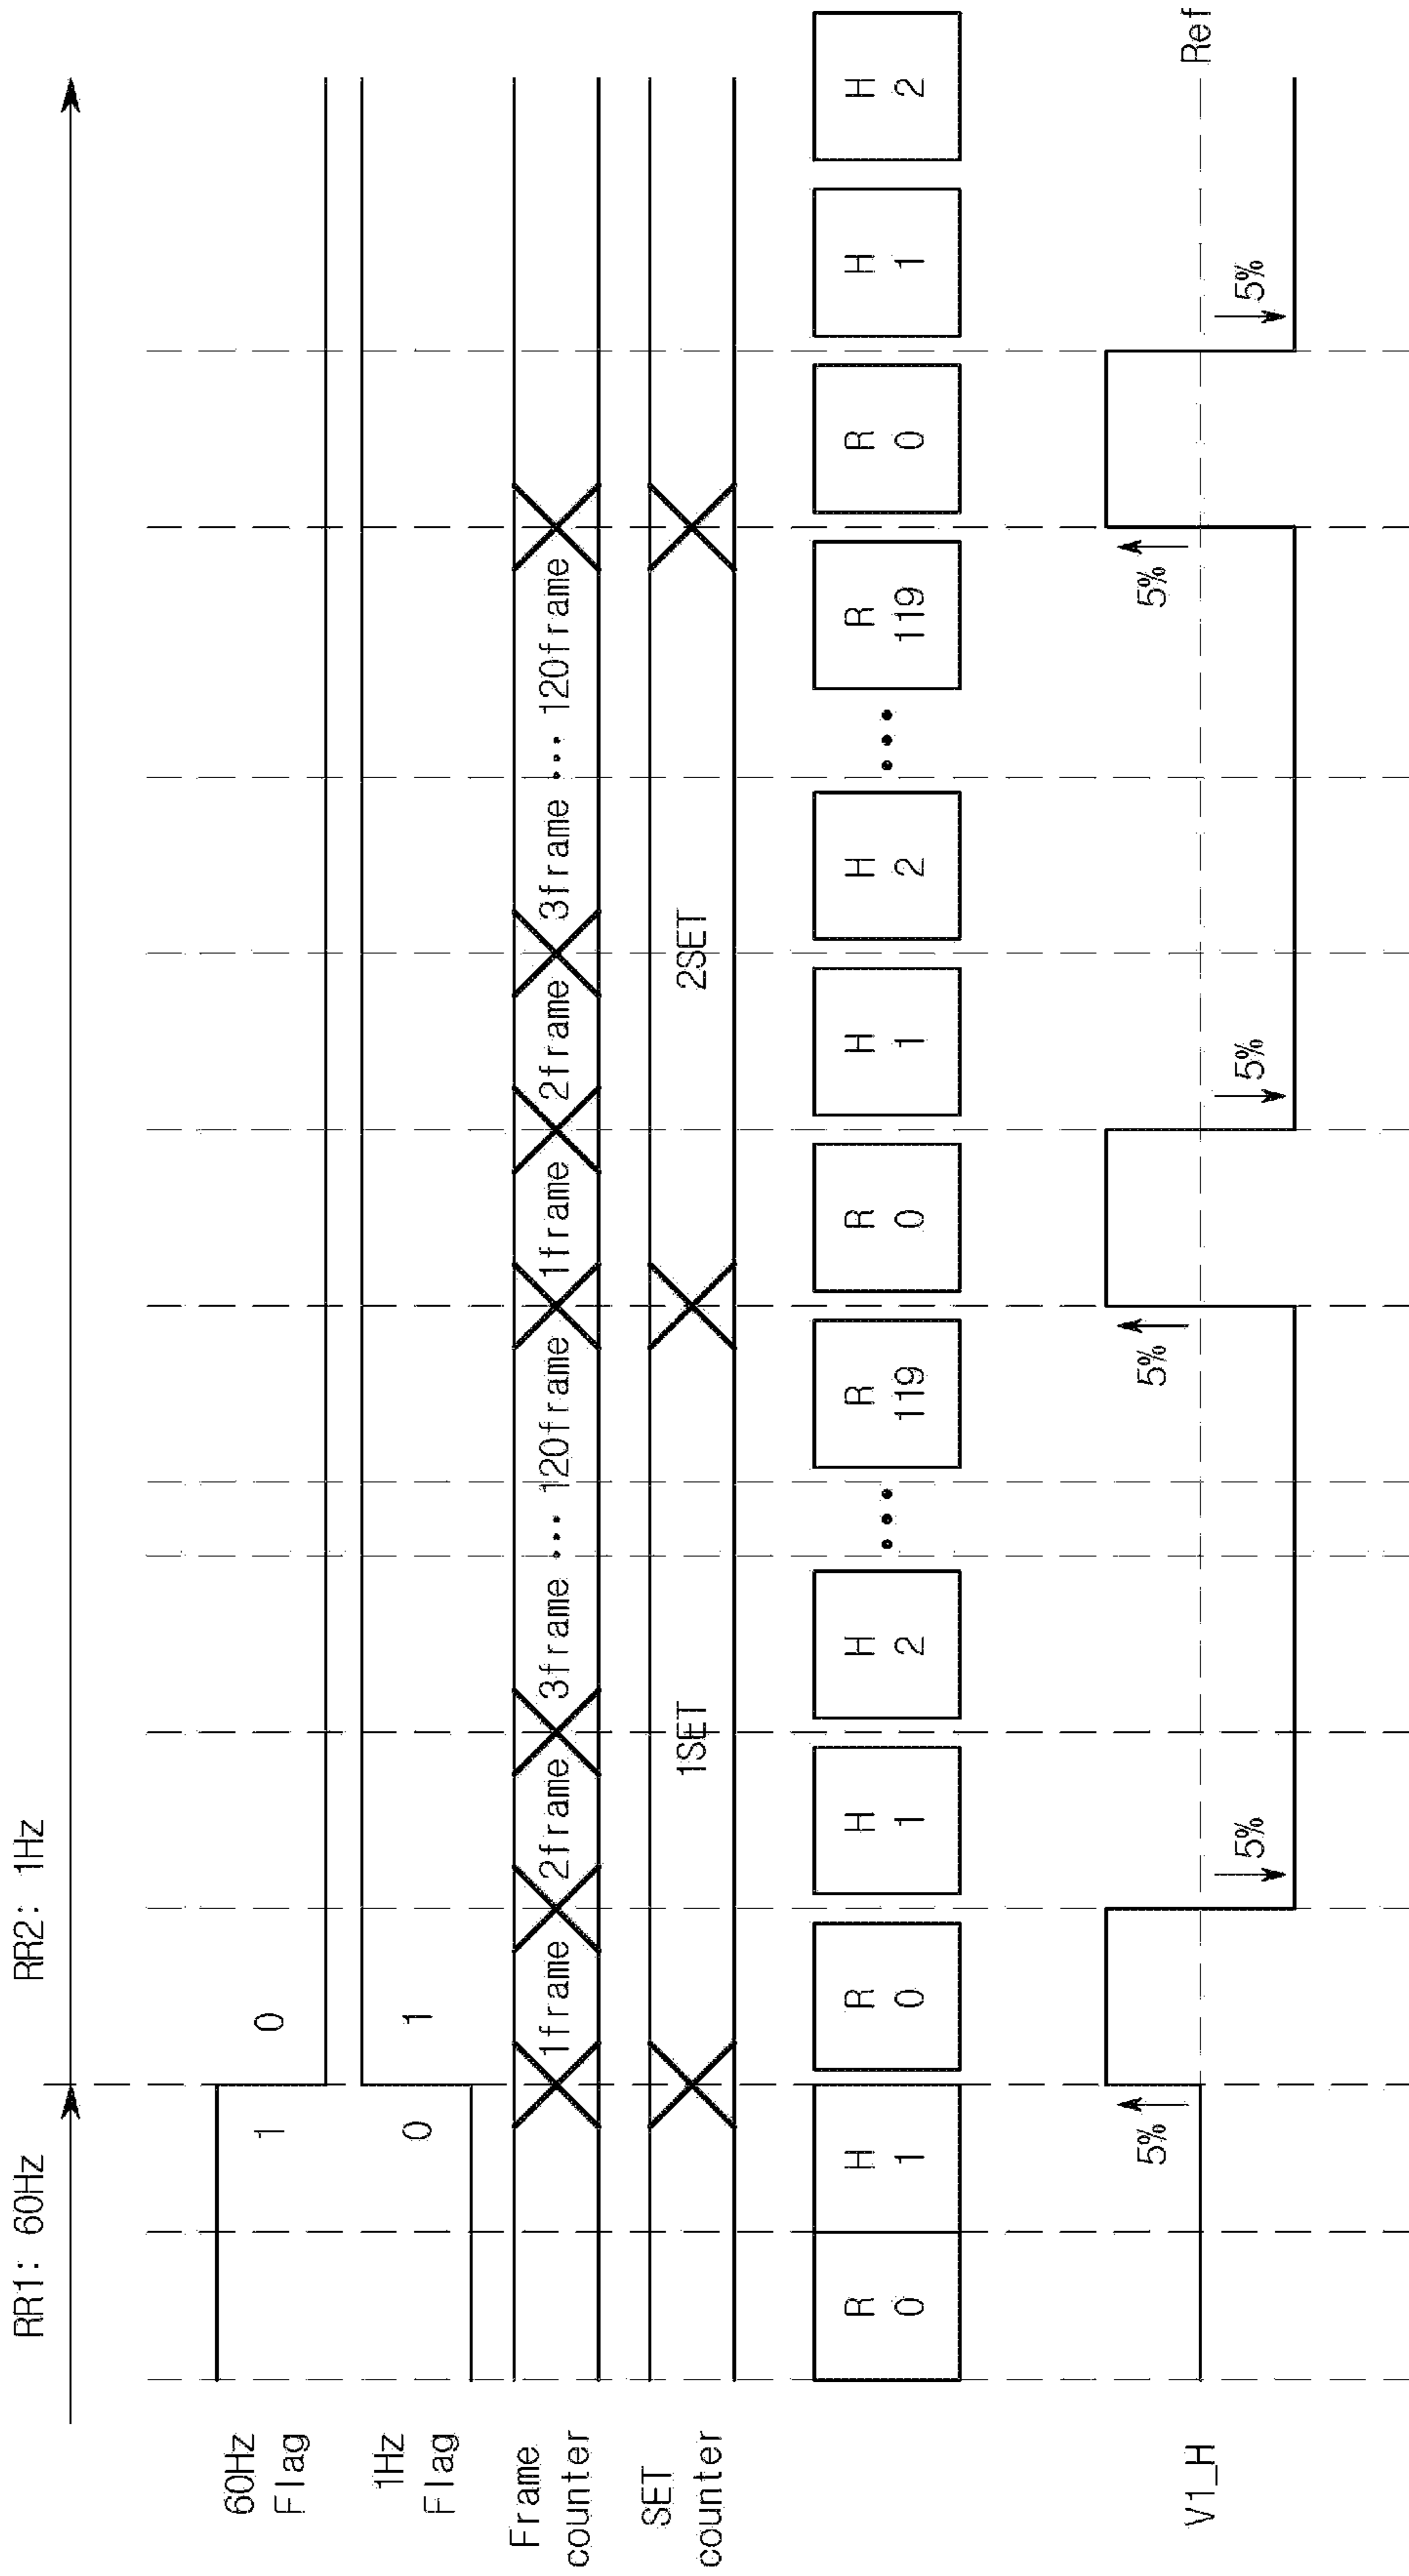 RR1: 60Hz
RR2: 1Hz
60Hz
Flag
1
0
1Hz
Flag
0
1
Frame
counter
1frame
2frame
3frame ... 120frame
1frame
2frame
3frame ... 120frame
SET
counter
1SET
2SET
R
0
H
1
R
0
H
1
H
2
...
R
119
R
0
H
1
H
2
...
R
119
R
0
H
1
H
2
V1_H
5%
5%
5%
5%
5%
5%
Ref